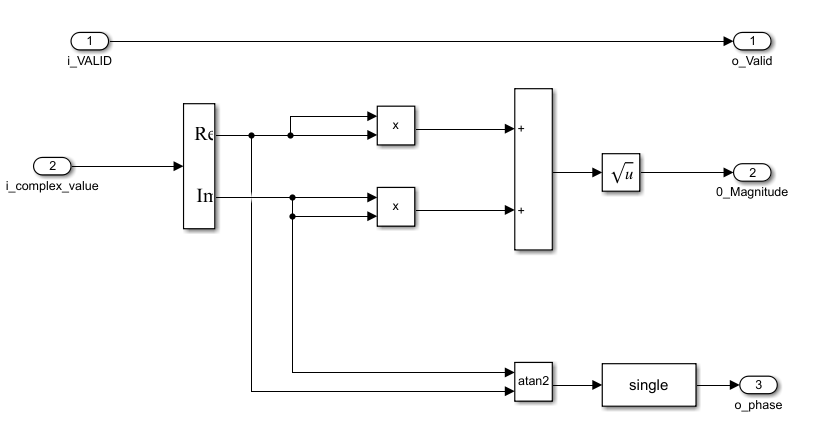 1
i_VALID
1
o_Valid
2
i_complex_value
Re
Im
x
x
+
+
√u
2
0_Magnitude
atan2
single
3
o_phase